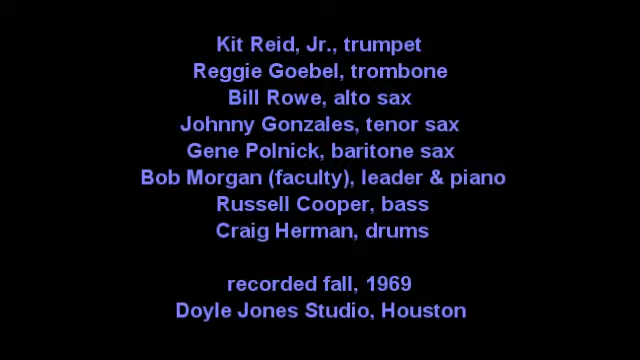 Kit Reid, Jr., trumpet
Reggie Goebel, trombone
Bill Rowe, alto sax
Johnny Gonzales, tenor sax
Gene Polnick, baritone sax
Bob Morgan (faculty), leader & piano
Russell Cooper, bass
Craig Herman, drums
recorded fall, 1969
Doyle Jones Studio, Houston